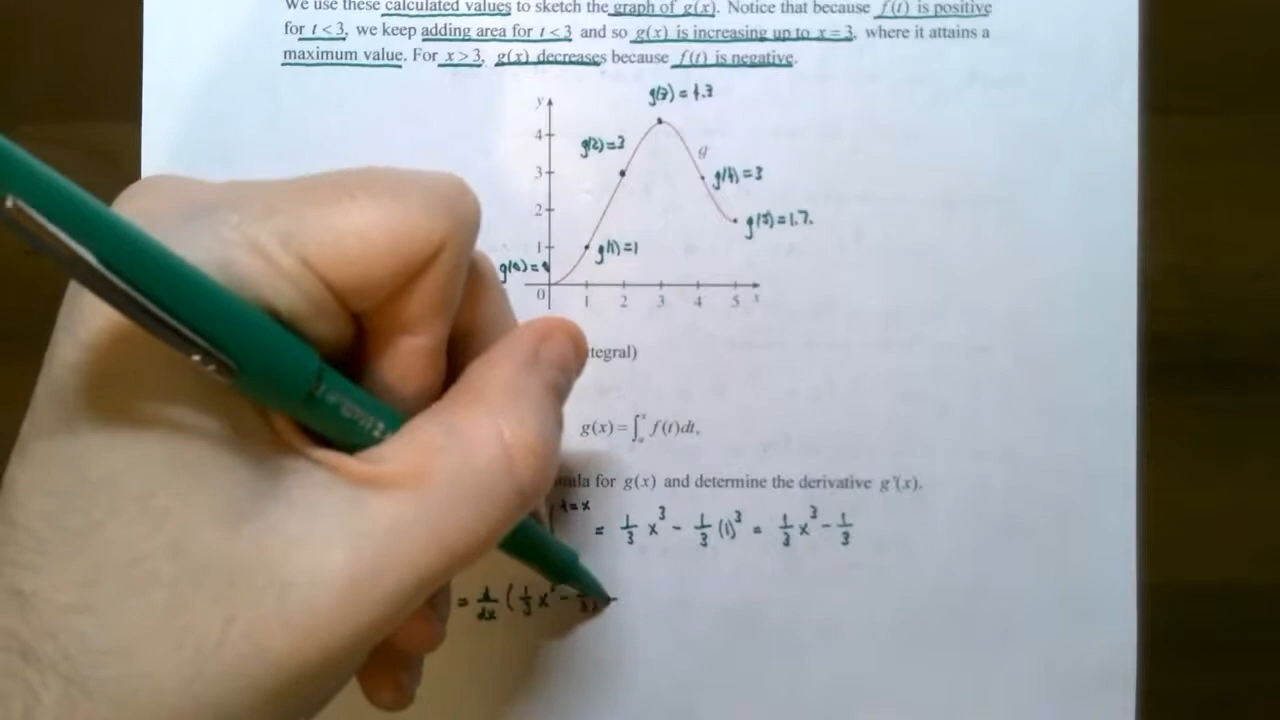 We use these calculated values to sketch the graph of g(x). Notice that because f(t) is positive
for t < 3, we keep adding area for t < 3 and so g(x) is increasing up to x = 3, where it attains a
maximum value. For x > 3, g(x) decreases because f(t) is negative.
g(3) = 4.3
y
4
g(2) = 3
g
3
g(4) = 3
2
g(5) = 1.7.
1
g(1) = 1
g(0) =
0 1 2 3 4 5 x
tegral)
g(x) = ∫ₐˣ f(t)dt,
for g(x) and determine the derivative g'(x).
t=x = 1/3 x³ - 1/3 (1)³ = 1/3 x³ - 1/3
= d/dx (1/3 x³ -